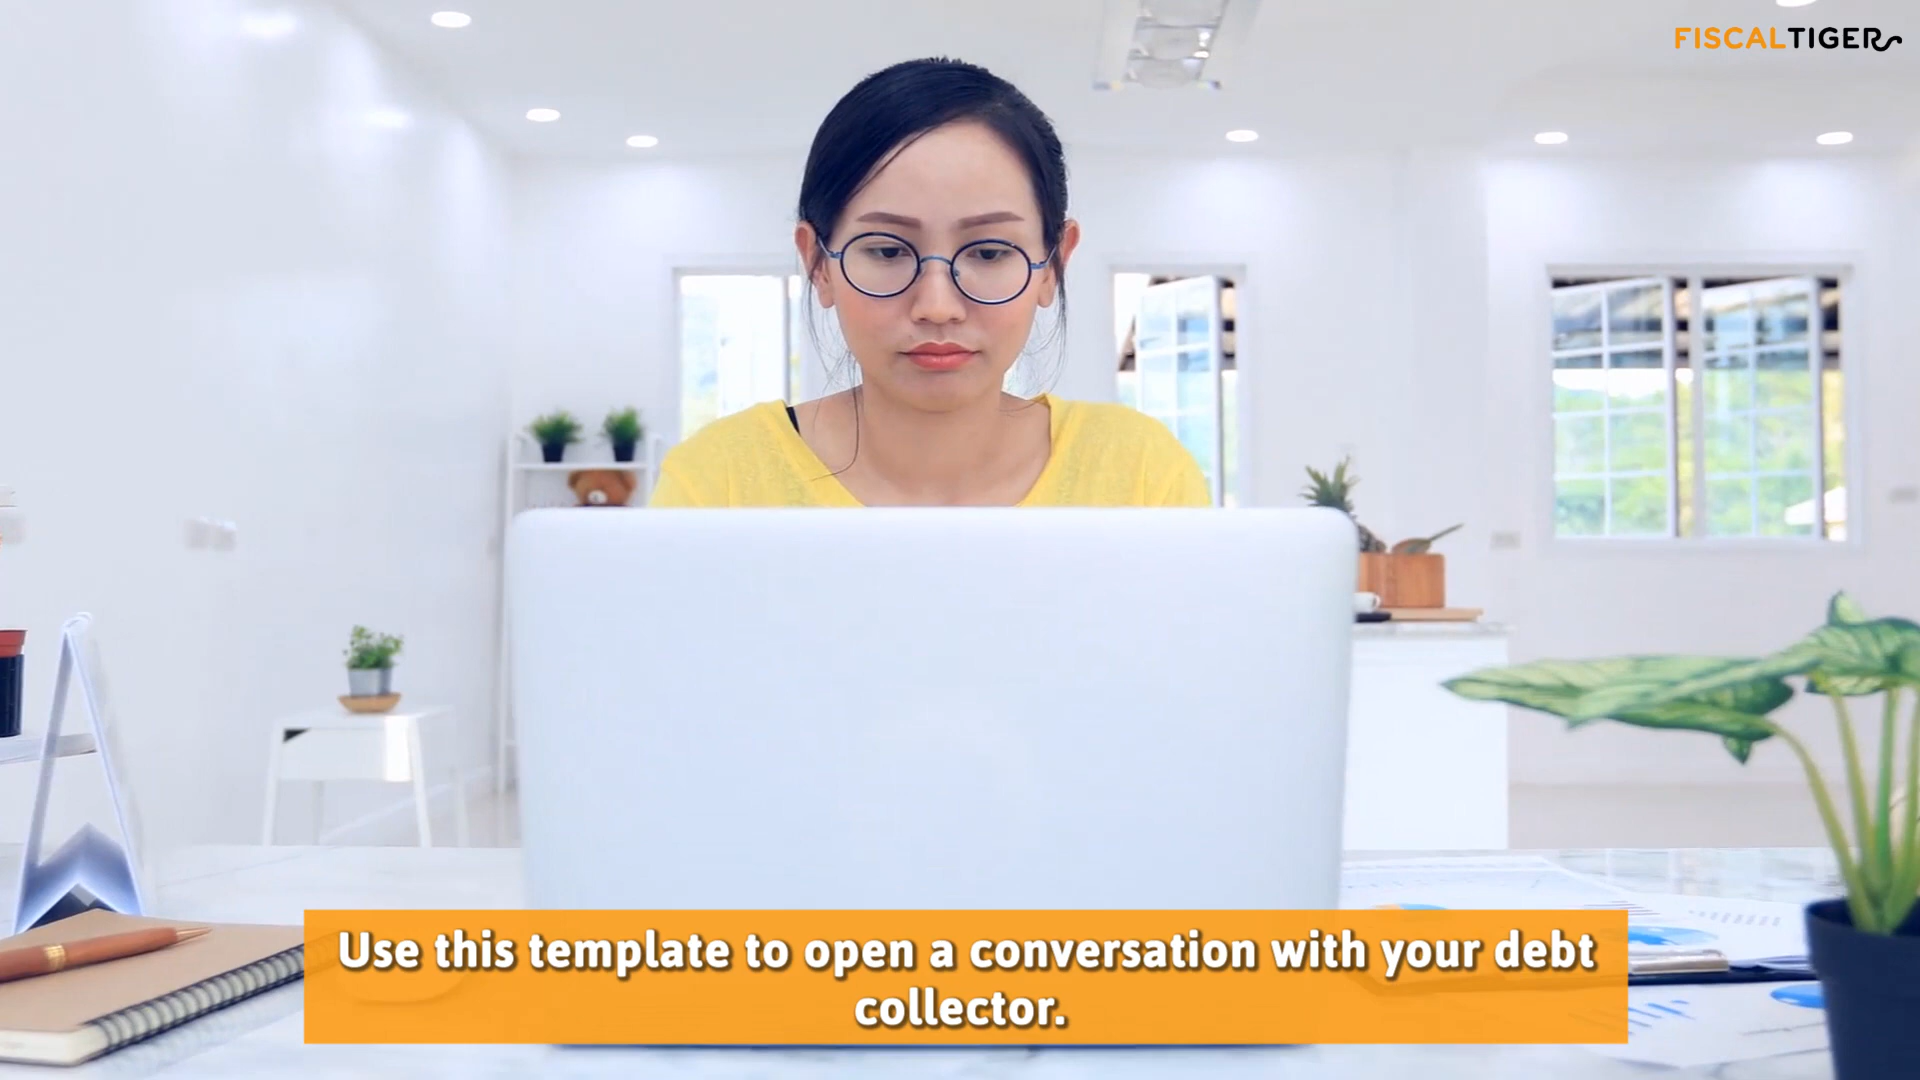 FISCALTIGER
Use this template to open a conversation with your debt
collector.